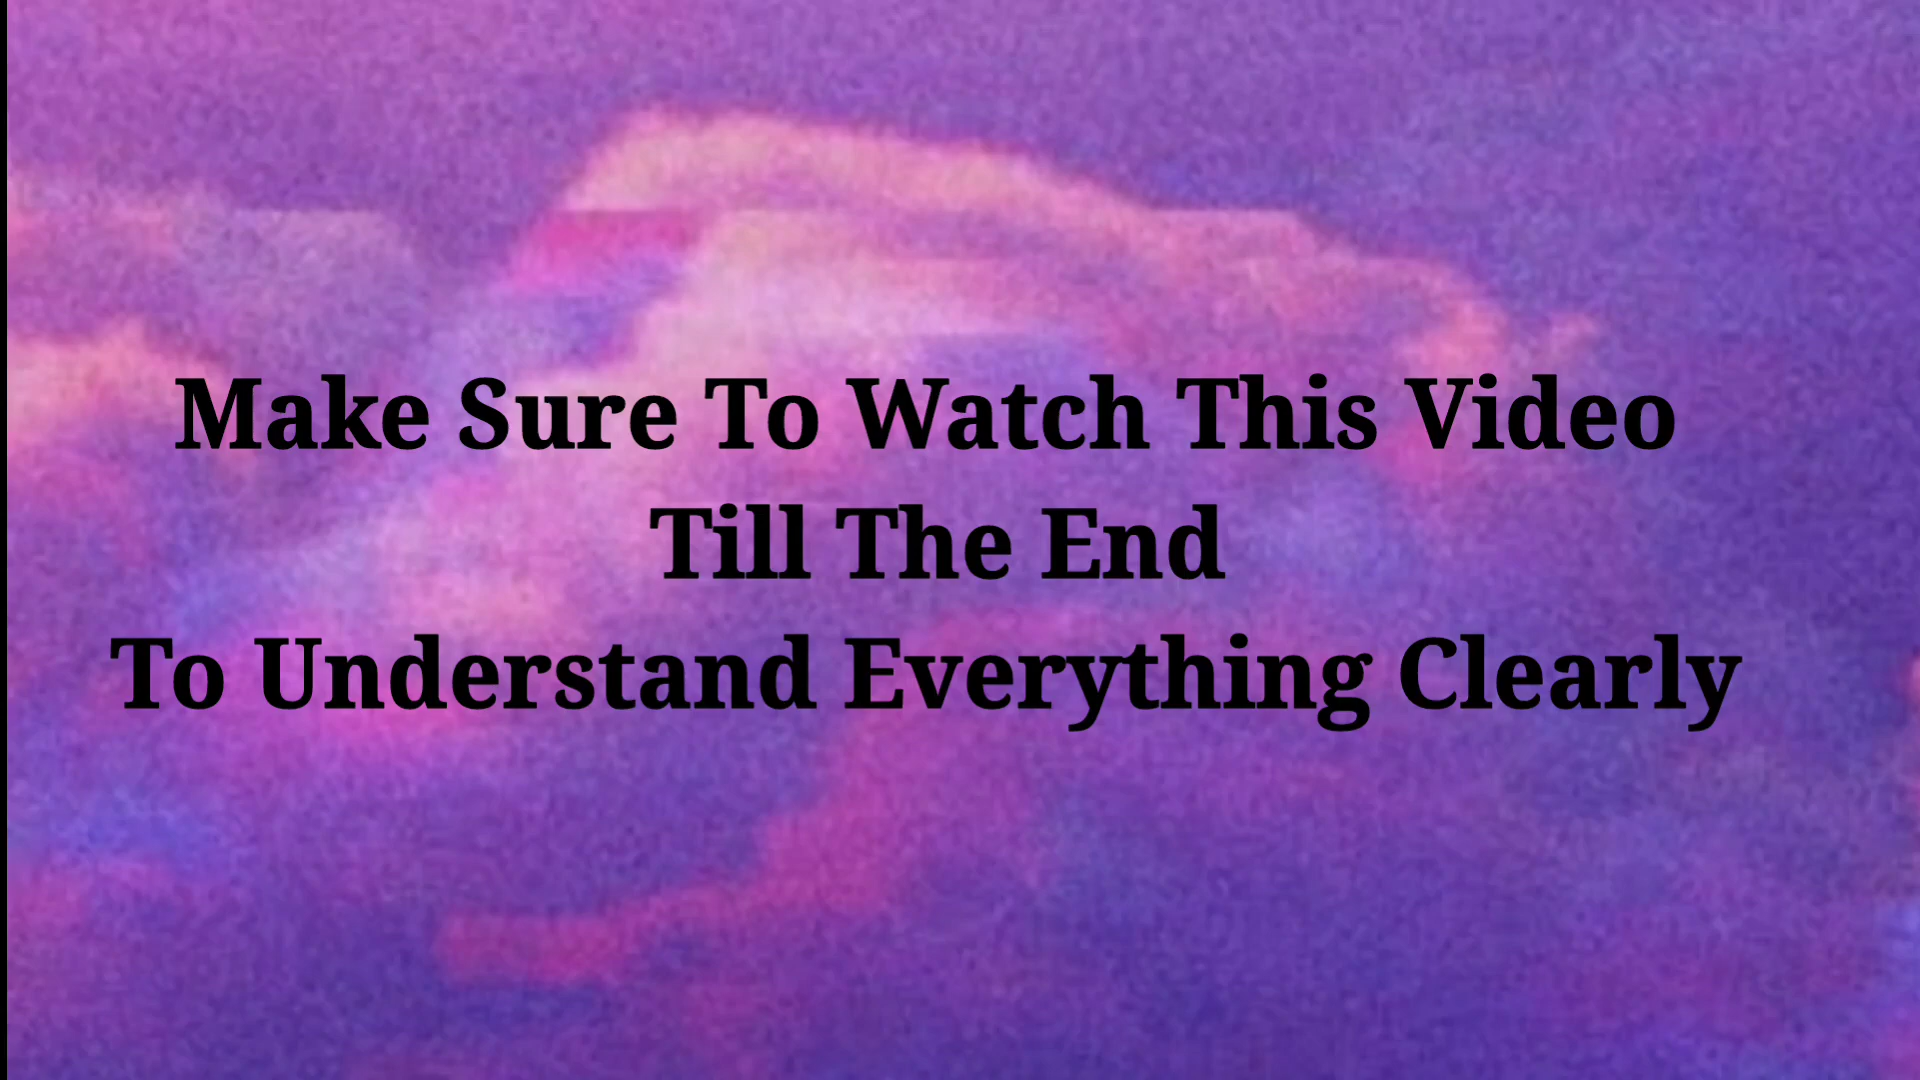 Make Sure To Watch This Video
Till The End
To Understand Everything Clearly